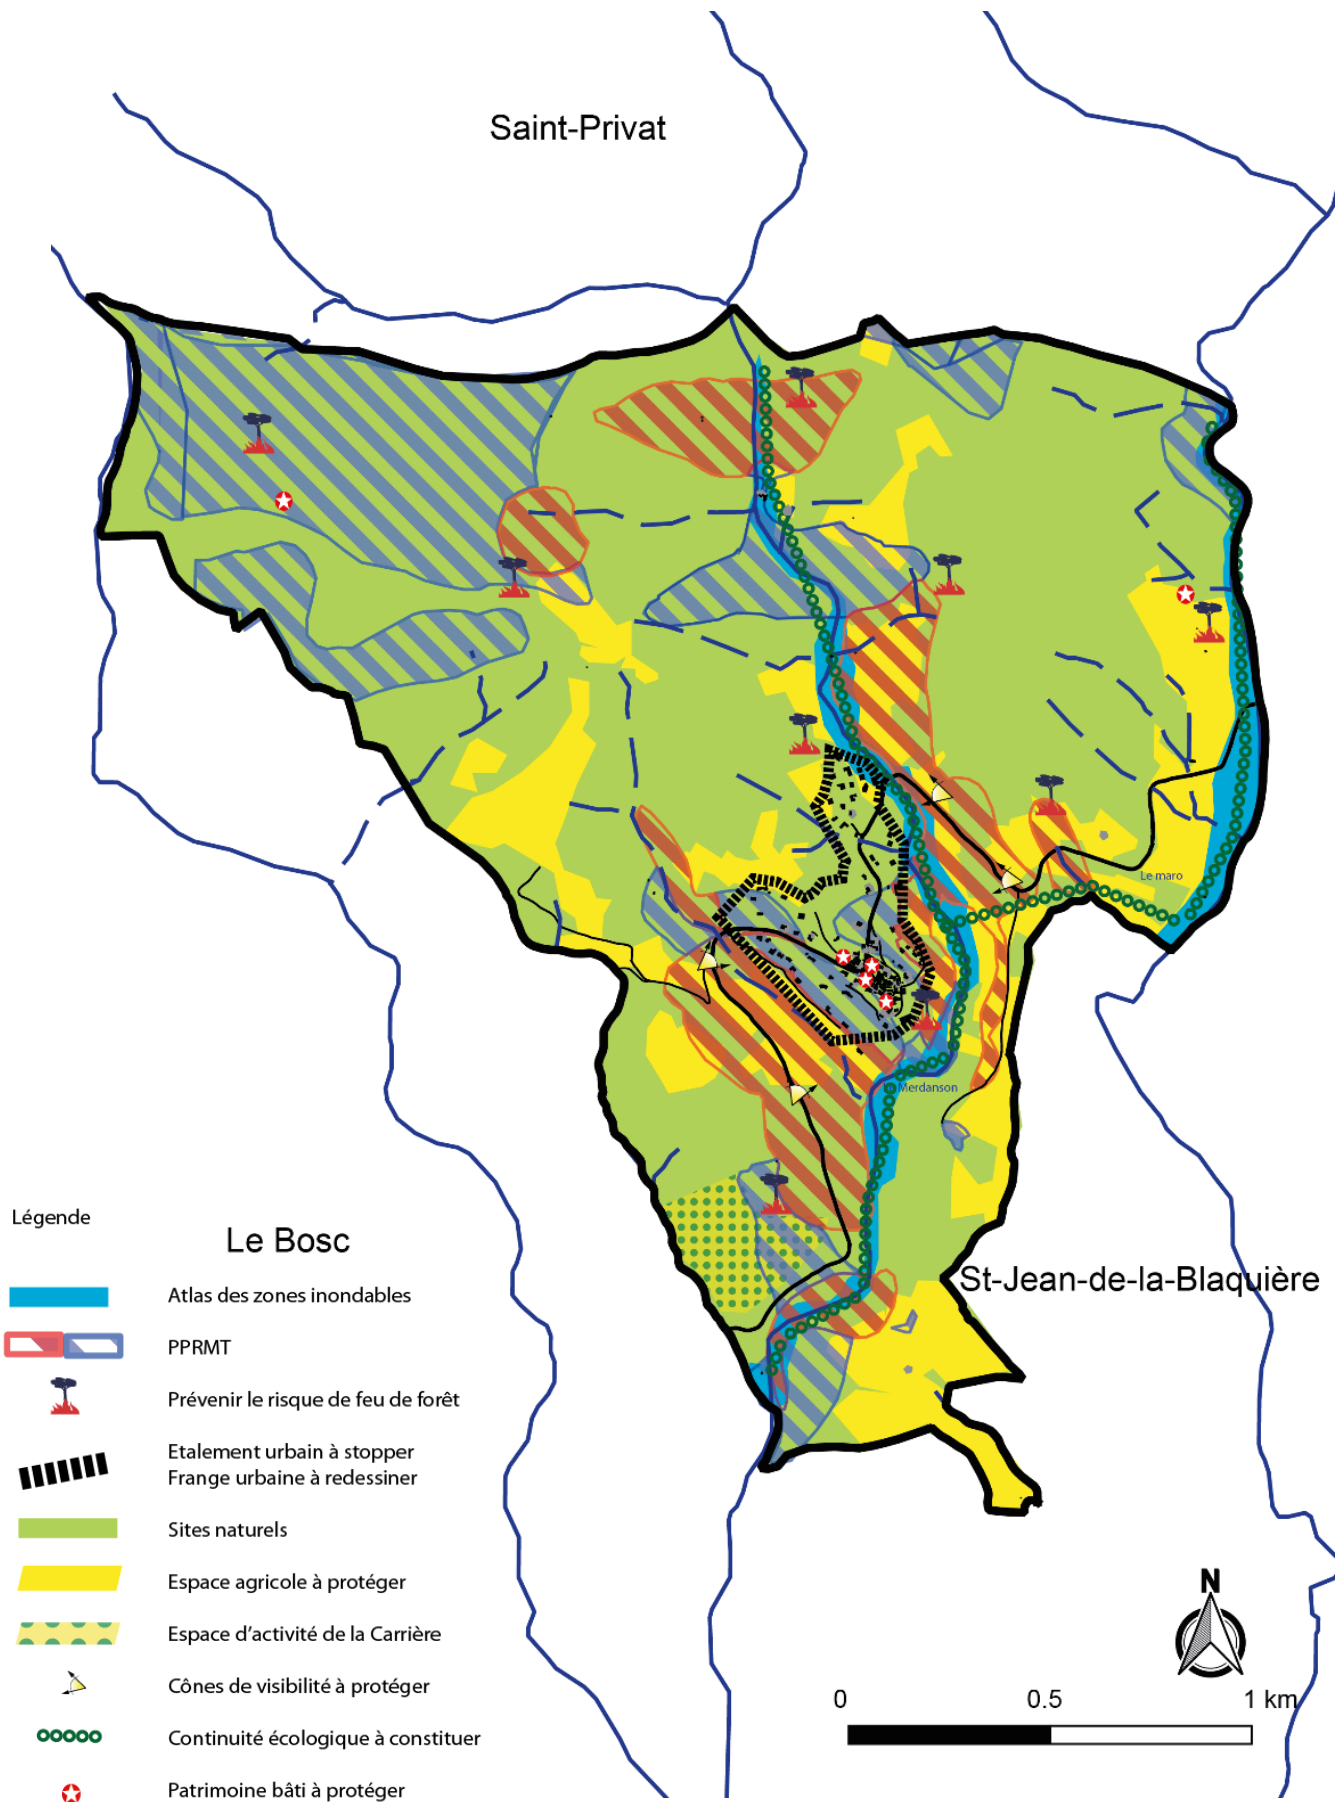 Saint-Privat
Le maro
Merdanson
St-Jean-de-la-Blaquière
Légende
Le Bosc
Atlas des zones inondables
PPRMT
Prévenir le risque de feu de forêt
Etalement urbain à stopper
Frange urbaine à redessiner
Sites naturels
Espace agricole à protéger
Espace d'activité de la Carrière
Cônes de visibilité à protéger
Continuité écologique à constituer
Patrimoine bâti à protéger
N
0 0.5 1 km